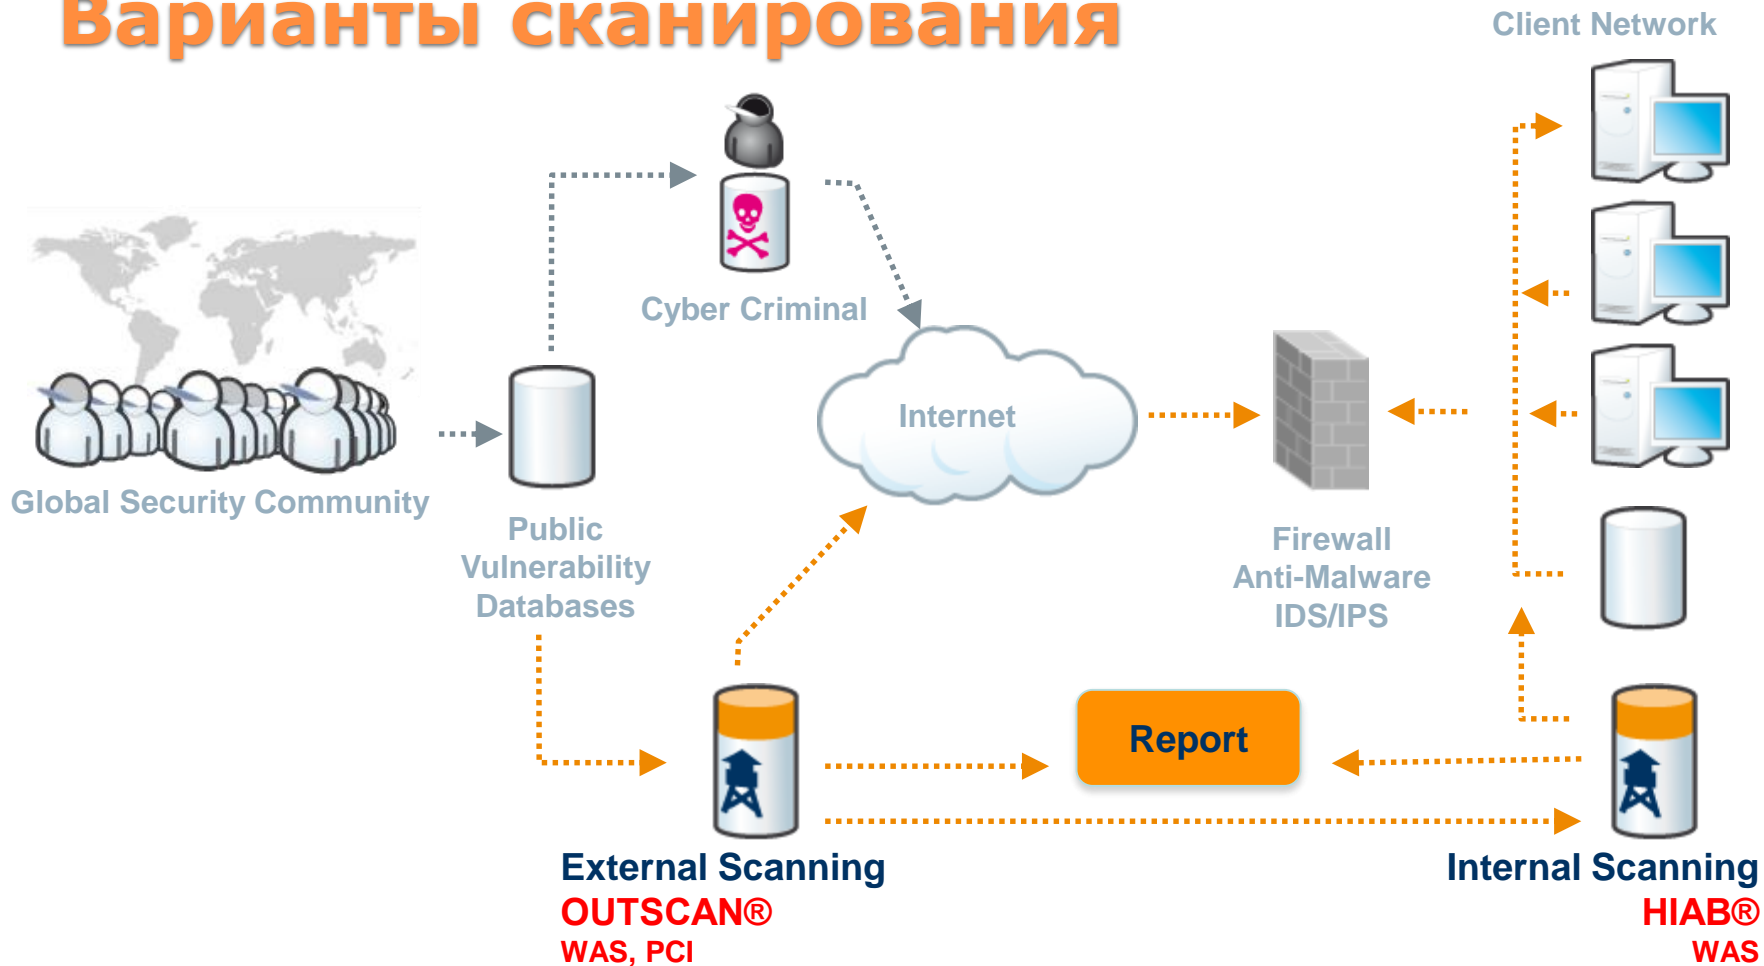 Варианты сканирования
Client Network
Cyber Criminal
Internet
Global Security Community
Public
Vulnerability
Databases
Firewall
Anti-Malware
IDS/IPS
Report
External Scanning
OUTSCAN®
WAS, PCI
Internal Scanning
HIAB®
WAS